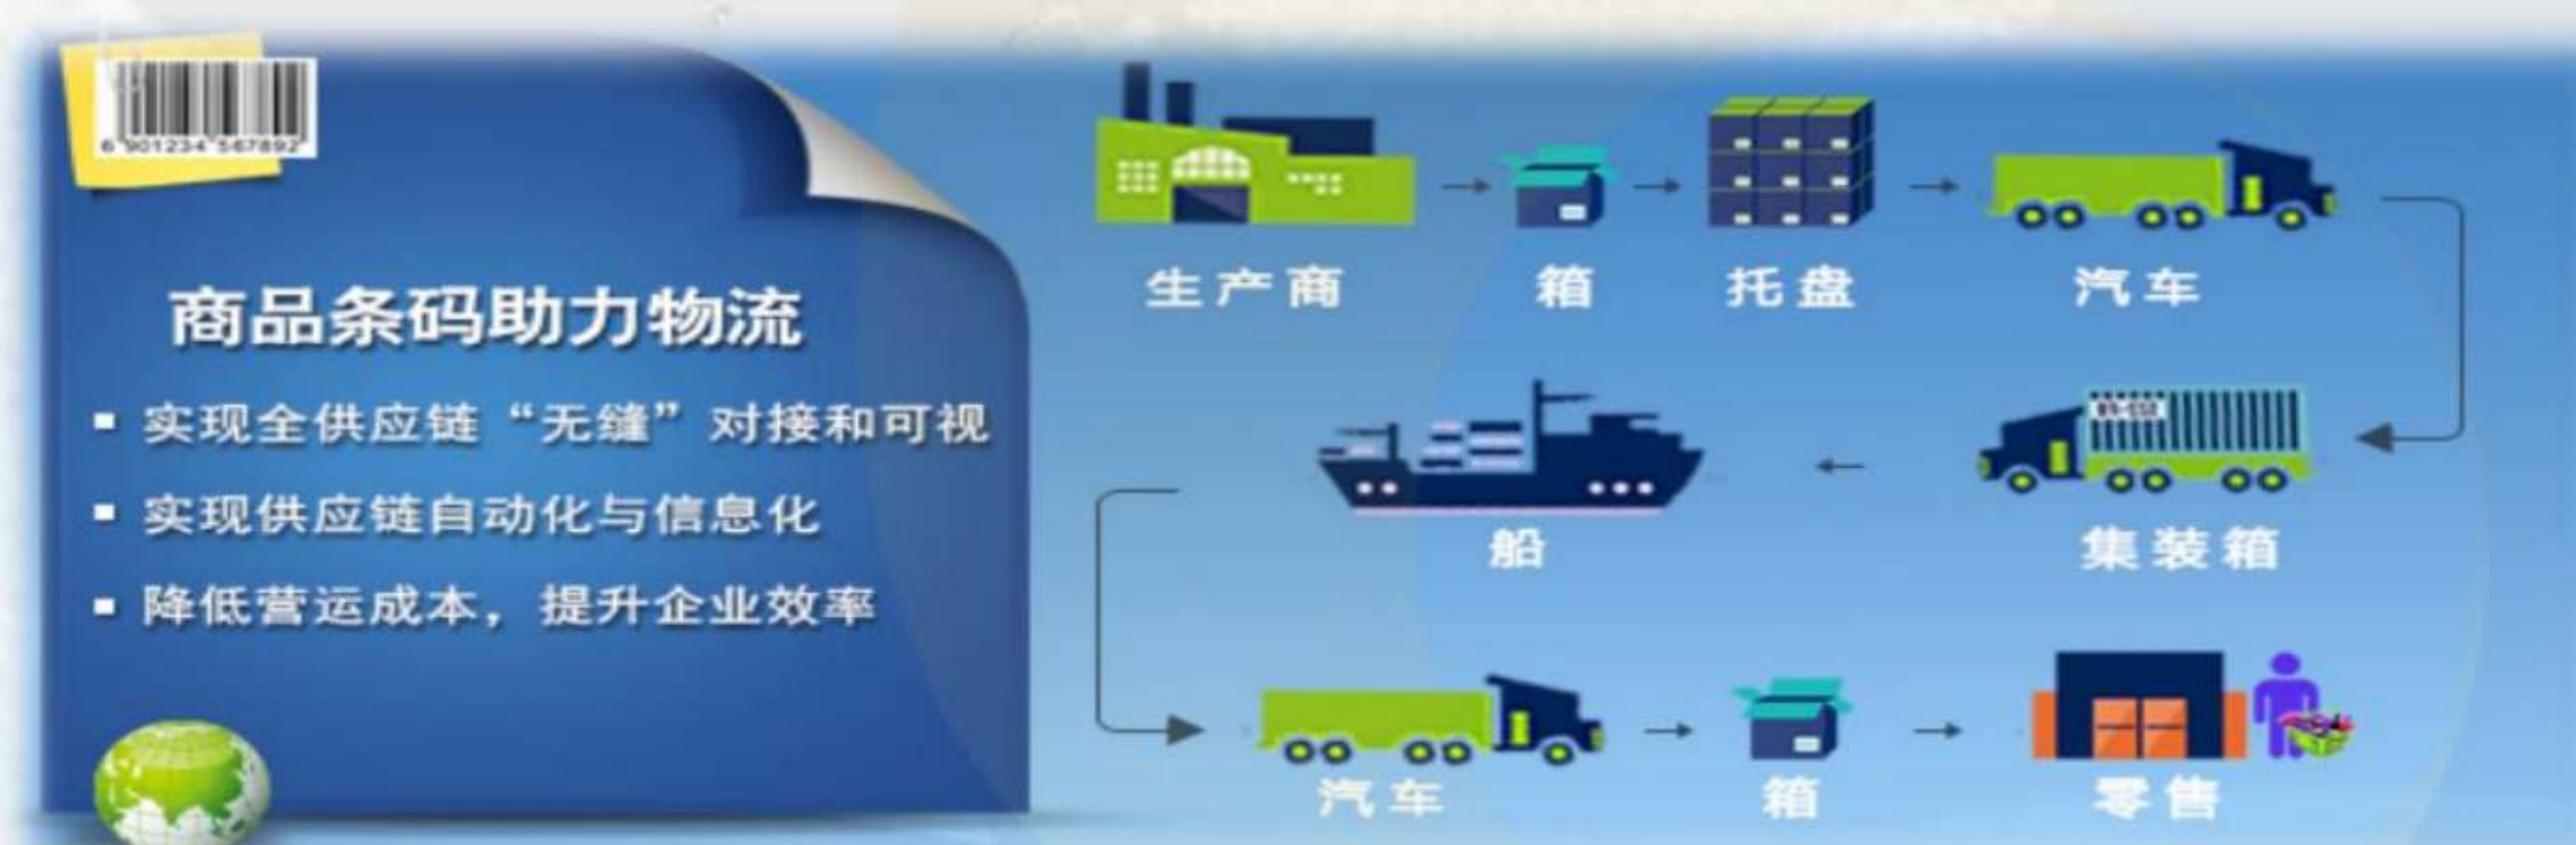 6 901234 567892
商品条码助力物流
▪ 实现全供应链“无缝”对接和可视
▪ 实现供应链自动化与信息化
▪ 降低营运成本，提升企业效率
生产商
箱
托盘
汽车
船
集装箱
汽车
箱
零售